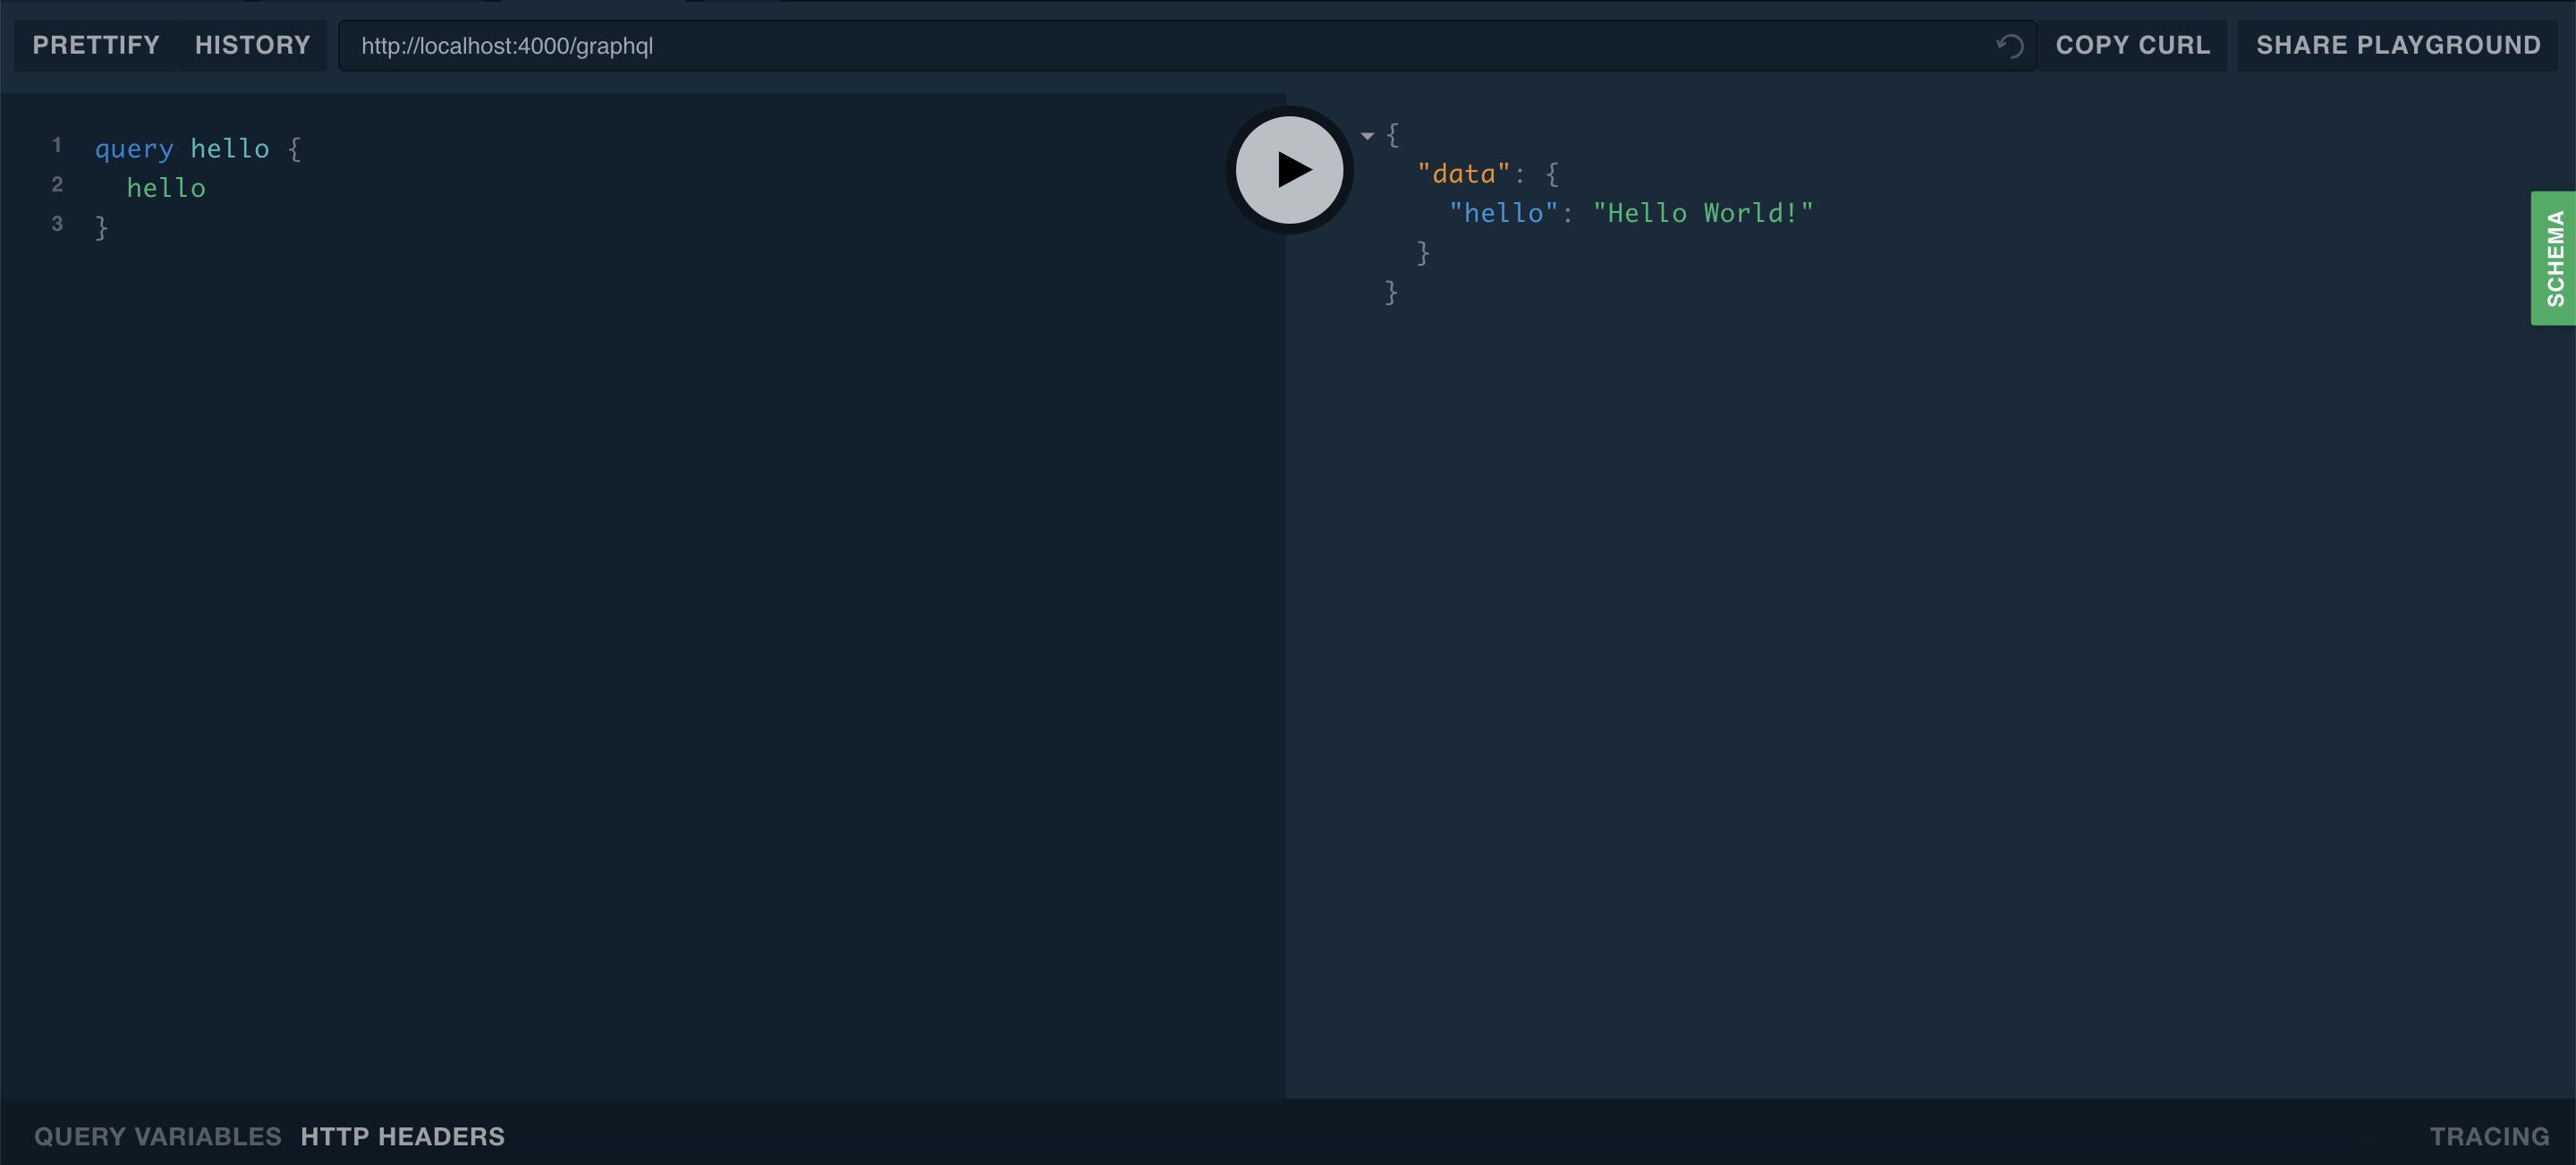 PRETTIFY HISTORY http://localhost:4000/graphql COPY CURL SHARE PLAYGROUND
1 query hello {
2 hello
3 }
{
"data": {
"hello": "Hello World!"
}
}
SCHEMA
QUERY VARIABLES HTTP HEADERS TRACING